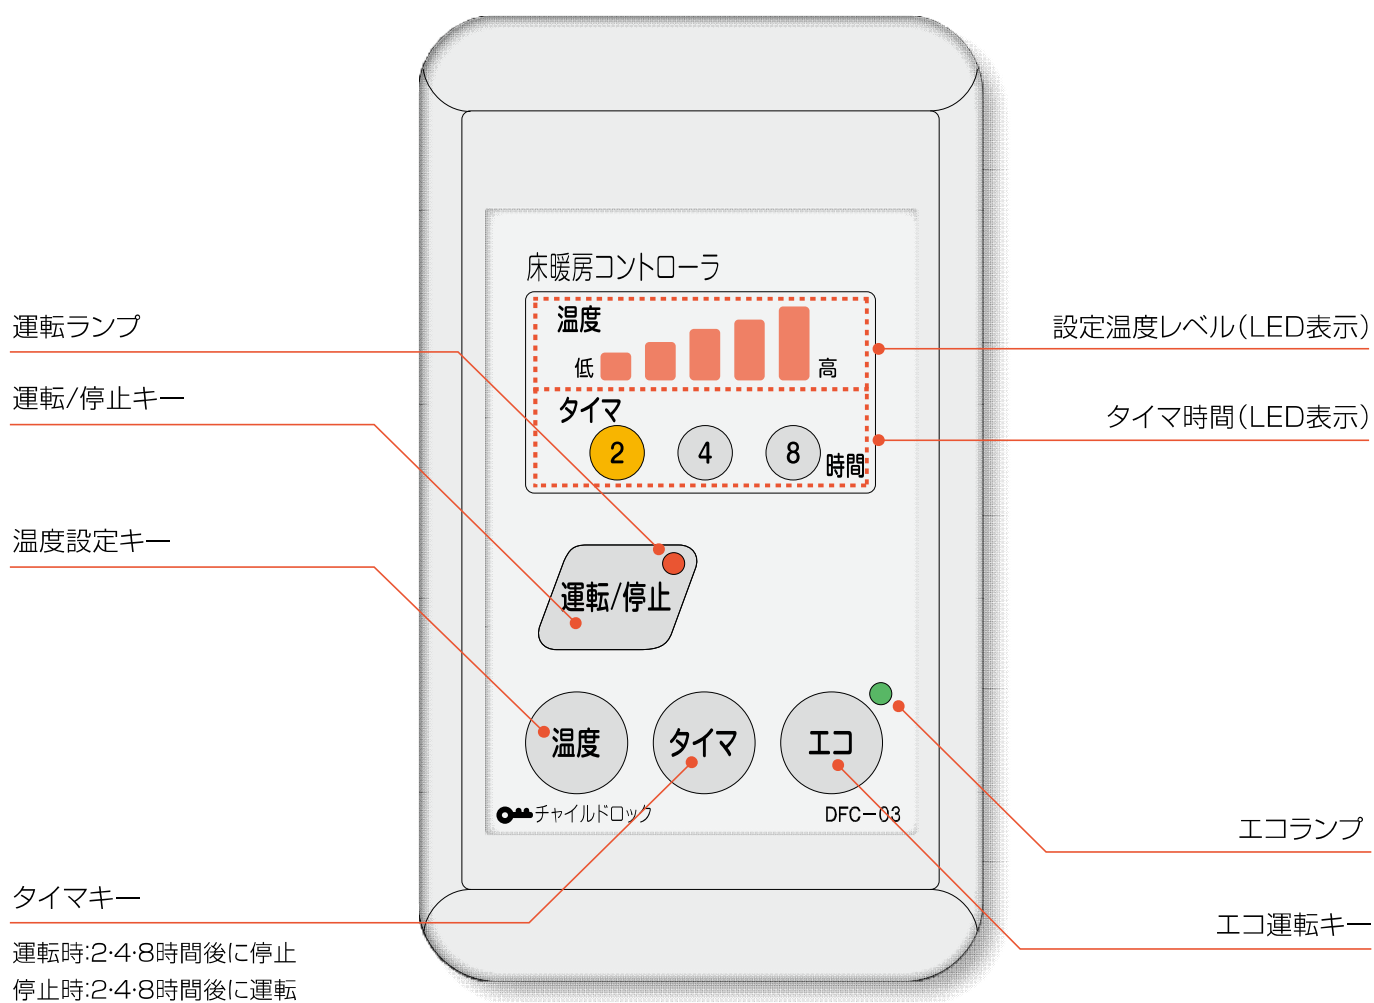 床暖房コントローラ
温度
低
高
タイマ
2
4
8
時間
運転/停止
温度
タイマ
エコ
チャイルドロック
DFC-03
運転ランプ
運転/停止キー
温度設定キー
タイマキー
運転時:2・4・8時間後に停止
停止時:2・4・8時間後に運転
設定温度レベル(LED表示)
タイマ時間(LED表示)
エコランプ
エコ運転キー